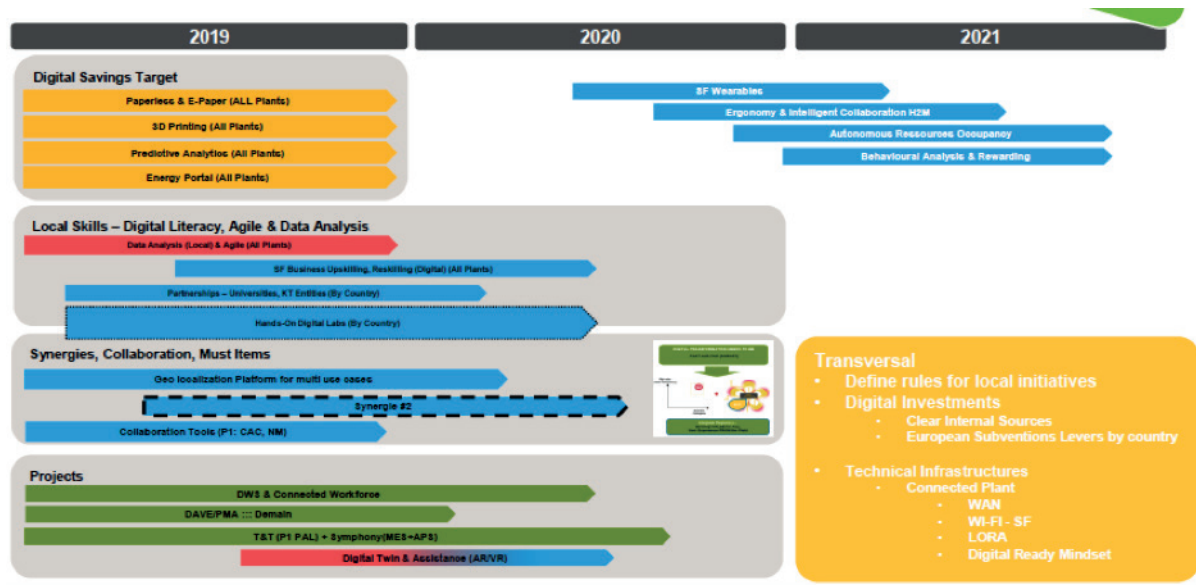 2019
2020
2021
Digital Savings Target
Paperless & E-Paper (ALL Plants)
3D Printing (All Plants)
Predictive Analytics (All Plants)
Energy Portal (All Plants)
SF Wearables
Ergonomy & Intelligent Collaboration H2M
Autonomous Ressources Occupancy
Behavioural Analysis & Rewarding
Local Skills – Digital Literacy, Agile & Data Analysis
Data Analysis (Local) & Agile (All Plants)
SF Business Upskilling, Reskilling (Digital) (All Plants)
Partnerships – Universities, KT Entities (By Country)
Hands-On Digital Labs (By Country)
Synergies, Collaboration, Must Items
Geo localization Platform for multi use cases
Synergie #2
Collaboration Tools (P1: CAC, NM)
Projects
DWS & Connected Workforce
DAVE/PMA ::: Demain
T&T (P1 PAL) + Symphony(MES+APS)
Digital Twin & Assistance (AR/VR)
Transversal
• Define rules for local initiatives
• Digital Investments
• Clear Internal Sources
• European Subventions Levers by country
• Technical Infrastructures
• Connected Plant
• WAN
• WI-FI - SF
• LORA
• Digital Ready Mindset